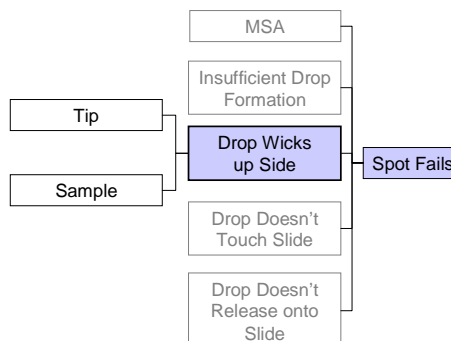 MSA
Insufficient Drop
Formation
Tip
Drop Wicks
up Side
Spot Fails
Sample
Drop Doesn't
Touch Slide
Drop Doesn't
Release onto
Slide